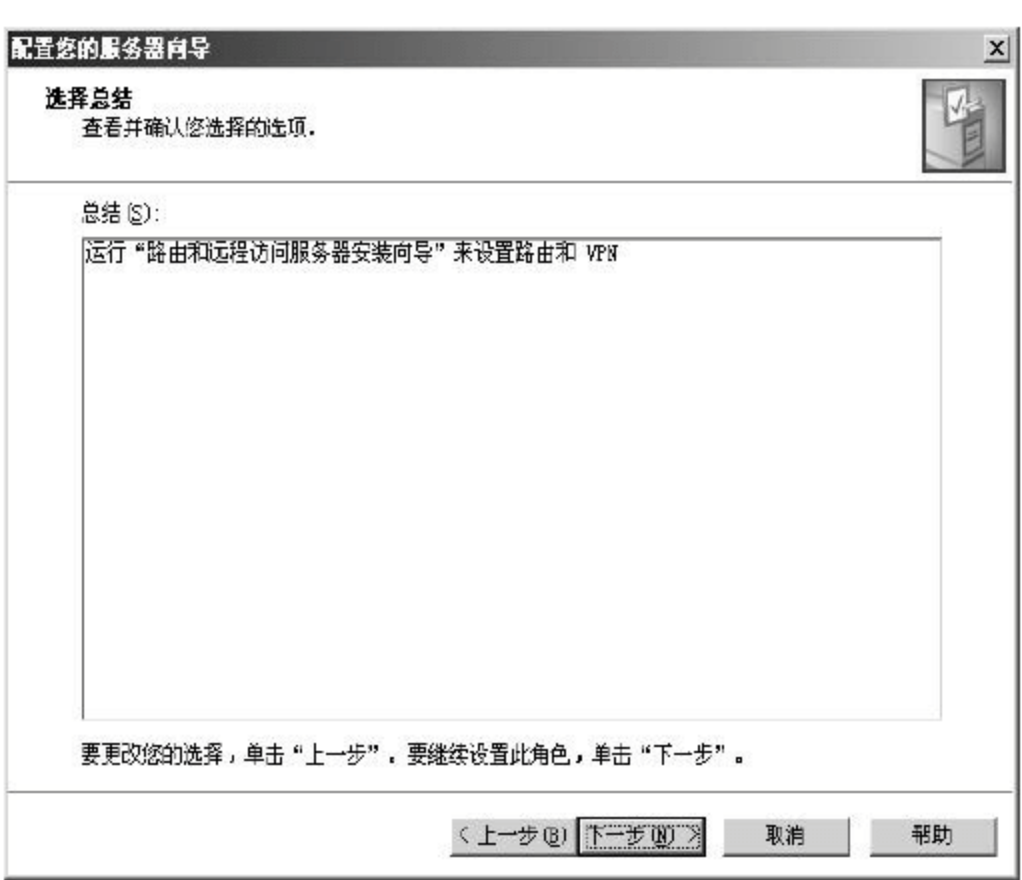 配置您的服务器向导
选择总结
查看并确认您选择的选项.
总结(S):
运行“路由和远程访问服务器安装向导”来设置路由和 VPN
要更改您的选择,单击“上一步”。要继续设置此角色,单击“下一步”。
< 上一步(B) 下一步(N) > 取消 帮助